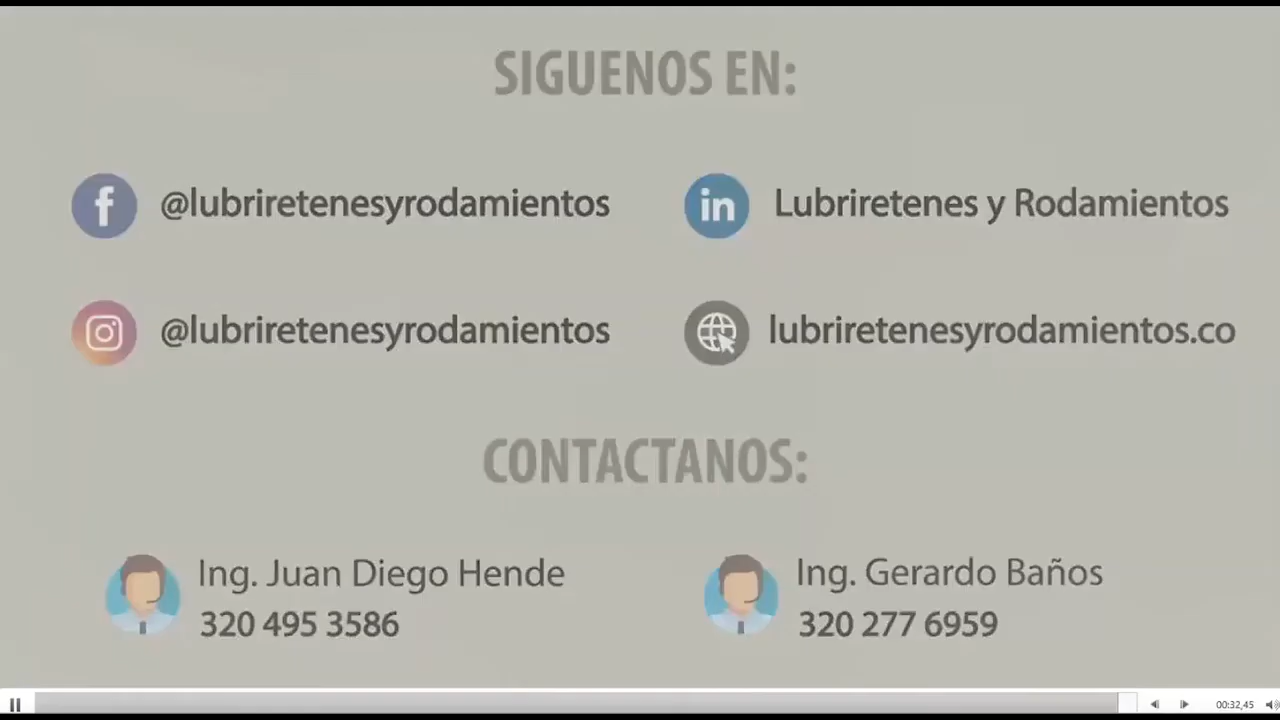 SIGUENOS EN:
@lubriretenesyrodamientos
Lubriretenes y Rodamientos
@lubriretenesyrodamientos
lubriretenesyrodamientos.co
CONTACTANOS:
Ing. Juan Diego Hende
320 495 3586
Ing. Gerardo Baños
320 277 6959
00:32,45